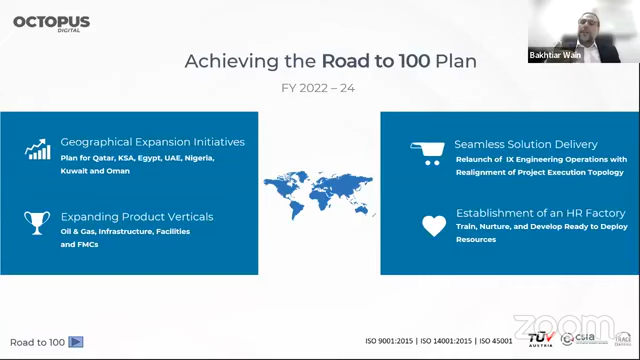 OCTOPUS
DIGITAL
Bakhtiar Wain
Achieving the Road to 100 Plan
FY 2022 – 24
Geographical Expansion Initiatives
Plan for Qatar, KSA, Egypt, UAE, Nigeria,
Kuwait and Oman
Expanding Product Verticals
Oil & Gas, Infrastructure, Facilities
and FMCs
Seamless Solution Delivery
Relaunch of IX Engineering Operations with
Realignment of Project Execution Topology
Establishment of an HR Factory
Train, Nurture, and Develop Ready to Deploy
Resources
Road to 100
ISO 9001:2015 | ISO 14001:2015 | ISO 45001
TÜV
AUSTRIA
csia
zoom